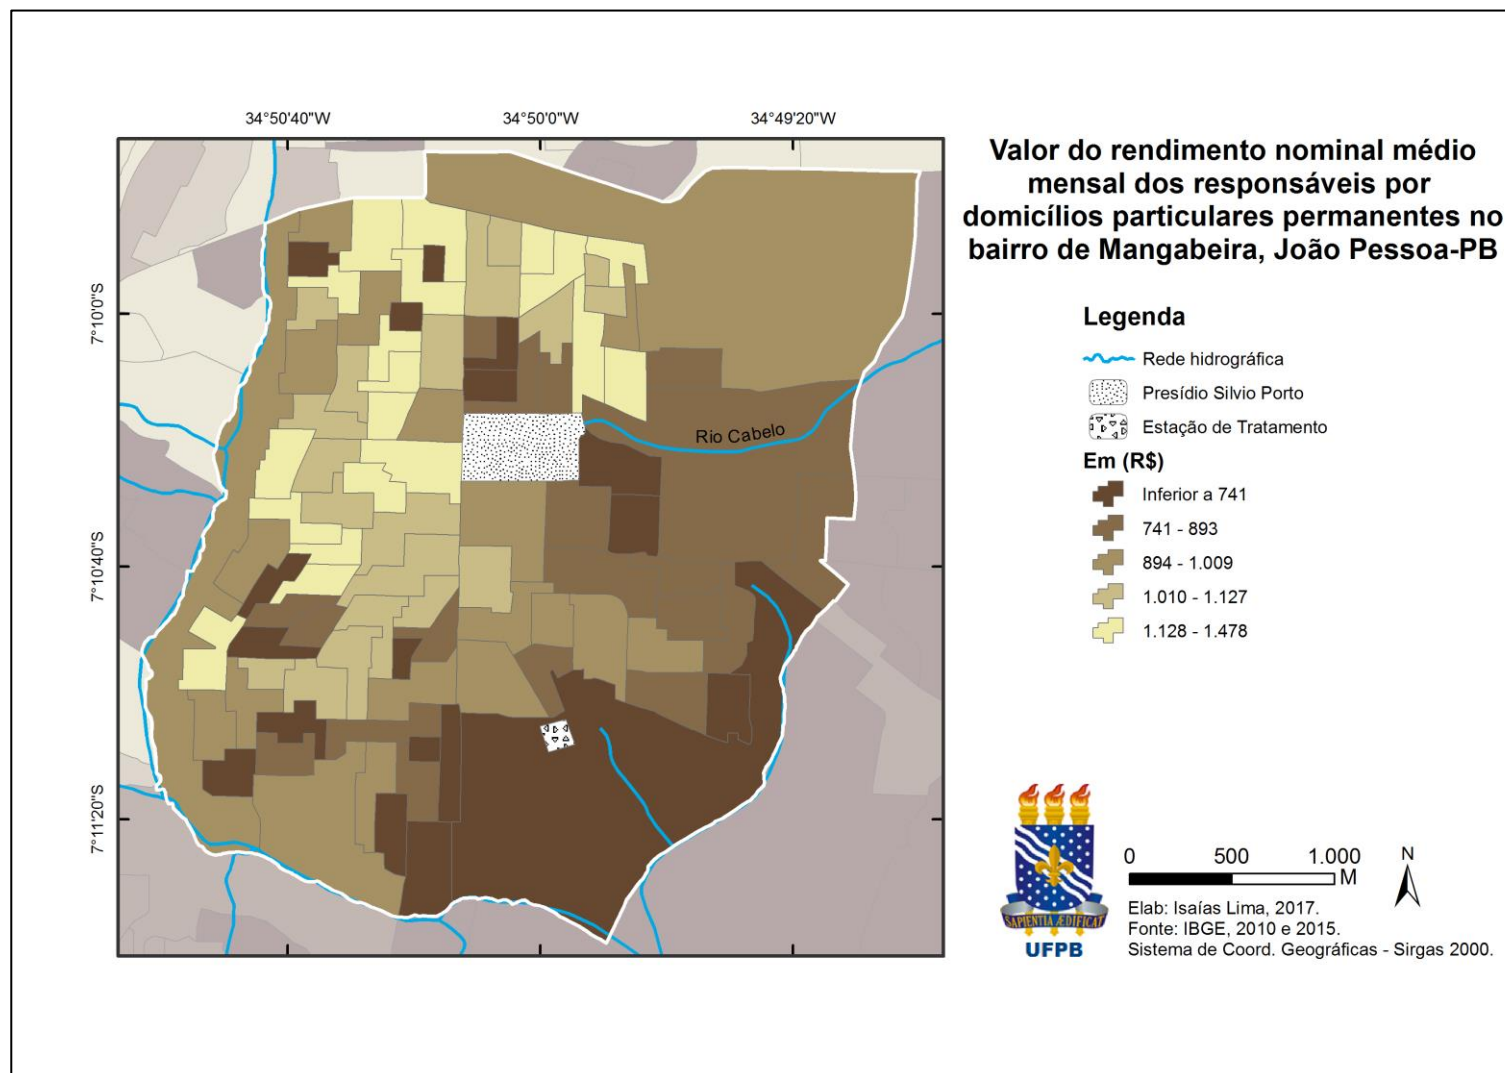 34°50'40"W
34°50'0"W
34°49'20"W
7°10'0"S
7°10'40"S
7°11'20"S
Rio Cabelo
Valor do rendimento nominal médio
mensal dos responsáveis por
domicílios particulares permanentes no
bairro de Mangabeira, João Pessoa-PB
Legenda
Rede hidrográfica
Presídio Silvio Porto
Estação de Tratamento
Em (R$)
Inferior a 741
741 - 893
894 - 1.009
1.010 - 1.127
1.128 - 1.478
SAPIENTIA ÆDIFICAT
UFPB
0 500 1.000
M
N
Elab: Isaías Lima, 2017.
Fonte: IBGE, 2010 e 2015.
Sistema de Coord. Geográficas - Sirgas 2000.